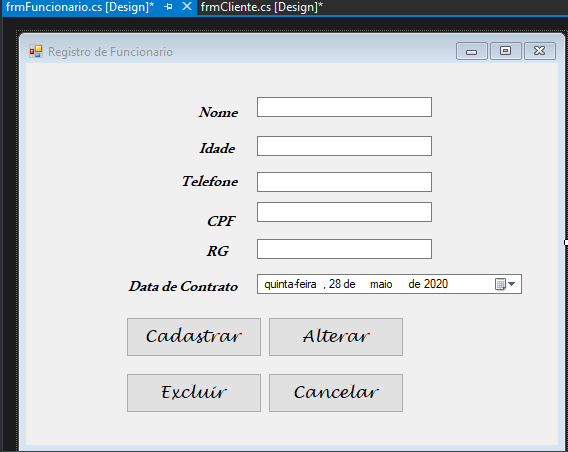 frmFuncionario.cs [Design]* frmCliente.cs [Design]*
Registro de Funcionario
Nome
Idade
Telefone
CPF
RG
Data de Contrato quinta-feira , 28 de maio de 2020
Cadastrar Alterar
Excluir Cancelar